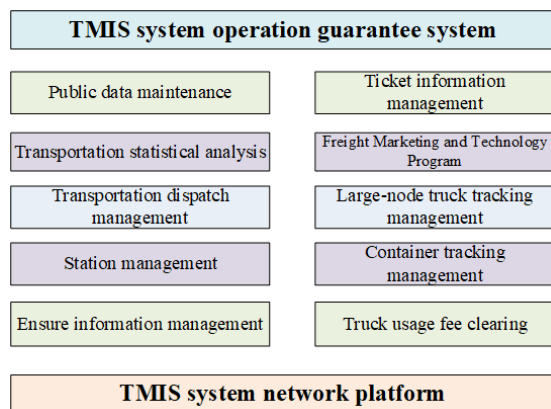 TMIS system operation guarantee system
Public data maintenance
Ticket information
management
Transportation statistical analysis
Freight Marketing and Technology
Program
Transportation dispatch
management
Large-node truck tracking
management
Station management
Container tracking
management
Ensure information management
Truck usage fee clearing
TMIS system network platform